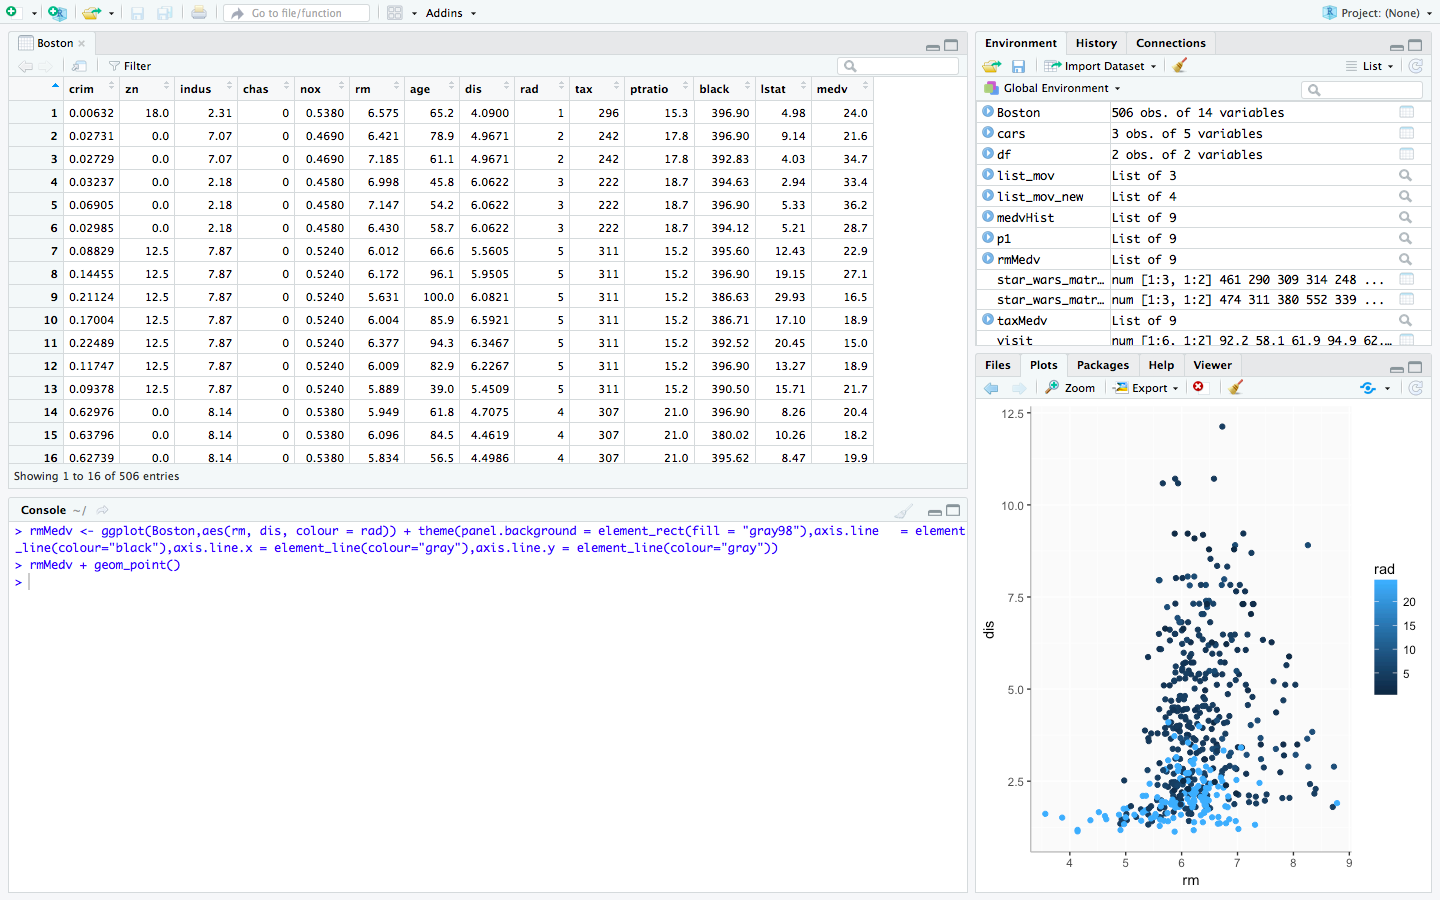 Go to file/function Addins Project: (None)
Boston
Filter
crim zn indus chas nox rm age dis rad tax ptratio black lstat medv
1 0.00632 18.0 2.31 0 0.5380 6.575 65.2 4.0900 1 296 15.3 396.90 4.98 24.0
2 0.02731 0.0 7.07 0 0.4690 6.421 78.9 4.9671 2 242 17.8 396.90 9.14 21.6
3 0.02729 0.0 7.07 0 0.4690 7.185 61.1 4.9671 2 242 17.8 392.83 4.03 34.7
4 0.03237 0.0 2.18 0 0.4580 6.998 45.8 6.0622 3 222 18.7 394.63 2.94 33.4
5 0.06905 0.0 2.18 0 0.4580 7.147 54.2 6.0622 3 222 18.7 396.90 5.33 36.2
6 0.02985 0.0 2.18 0 0.4580 6.430 58.7 6.0622 3 222 18.7 394.12 5.21 28.7
7 0.08829 12.5 7.87 0 0.5240 6.012 66.6 5.5605 5 311 15.2 395.60 12.43 22.9
8 0.14455 12.5 7.87 0 0.5240 6.172 96.1 5.9505 5 311 15.2 396.90 19.15 27.1
9 0.21124 12.5 7.87 0 0.5240 5.631 100.0 6.0821 5 311 15.2 386.63 29.93 16.5
10 0.17004 12.5 7.87 0 0.5240 6.004 85.9 6.5921 5 311 15.2 386.71 17.10 18.9
11 0.22489 12.5 7.87 0 0.5240 6.377 94.3 6.3467 5 311 15.2 392.52 20.45 15.0
12 0.11747 12.5 7.87 0 0.5240 6.009 82.9 6.2267 5 311 15.2 396.90 13.27 18.9
13 0.09378 12.5 7.87 0 0.5240 5.889 39.0 5.4509 5 311 15.2 390.50 15.71 21.7
14 0.62976 0.0 8.14 0 0.5380 5.949 61.8 4.7075 4 307 21.0 396.90 8.26 20.4
15 0.63796 0.0 8.14 0 0.5380 6.096 84.5 4.4619 4 307 21.0 380.02 10.26 18.2
16 0.62739 0.0 8.14 0 0.5380 5.834 56.5 4.4986 4 307 21.0 395.62 8.47 19.9
Showing 1 to 16 of 506 entries
Console ~/
> rmMedv <- ggplot(Boston,aes(rm, dis, colour = rad)) + theme(panel.background = element_rect(fill = "gray98"),axis.line   = element
_line(colour="black"),axis.line.x = element_line(colour="gray"),axis.line.y = element_line(colour="gray"))
> rmMedv + geom_point()
>
Environment History Connections
Import Dataset List
Global Environment
Boston 506 obs. of 14 variables
cars 3 obs. of 5 variables
df 2 obs. of 2 variables
list_mov List of 3
list_mov_new List of 4
medvHist List of 9
p1 List of 9
rmMedv List of 9
star_wars_matr… num [1:3, 1:2] 461 290 309 314 248 ...
star_wars_matr… num [1:3, 1:2] 474 311 380 552 339 ...
taxMedv List of 9
visit num [1:6, 1:2] 92.2 58.1 61.9 94.9 62.…
Files Plots Packages Help Viewer
Zoom Export
12.5
10.0
7.5
5.0
2.5
dis
4 5 6 7 8 9
rm
rad
20
15
10
5